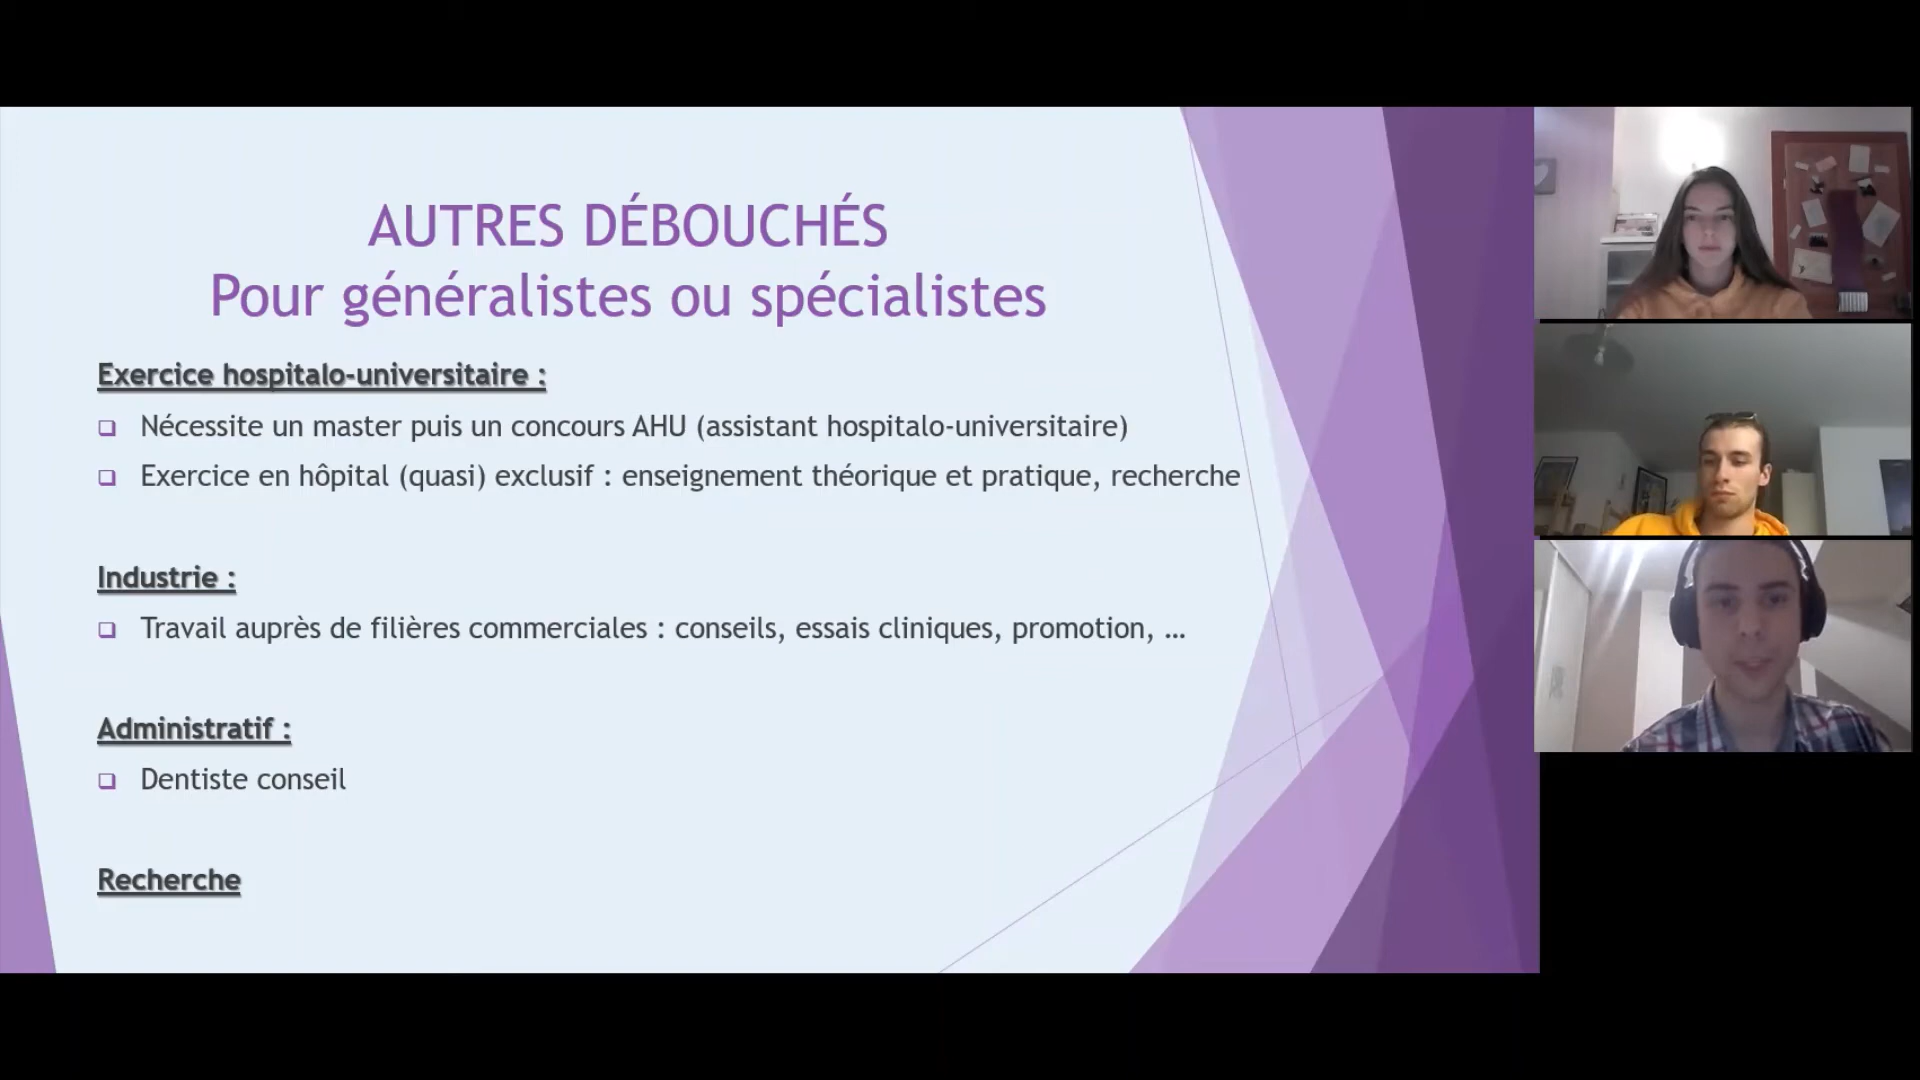 AUTRES DÉBOUCHÉS
Pour généralistes ou spécialistes
Exercice hospitalo-universitaire :
Nécessite un master puis un concours AHU (assistant hospitalo-universitaire)
Exercice en hôpital (quasi) exclusif : enseignement théorique et pratique, recherche
Industrie :
Travail auprès de filières commerciales : conseils, essais cliniques, promotion, ...
Administratif :
Dentiste conseil
Recherche